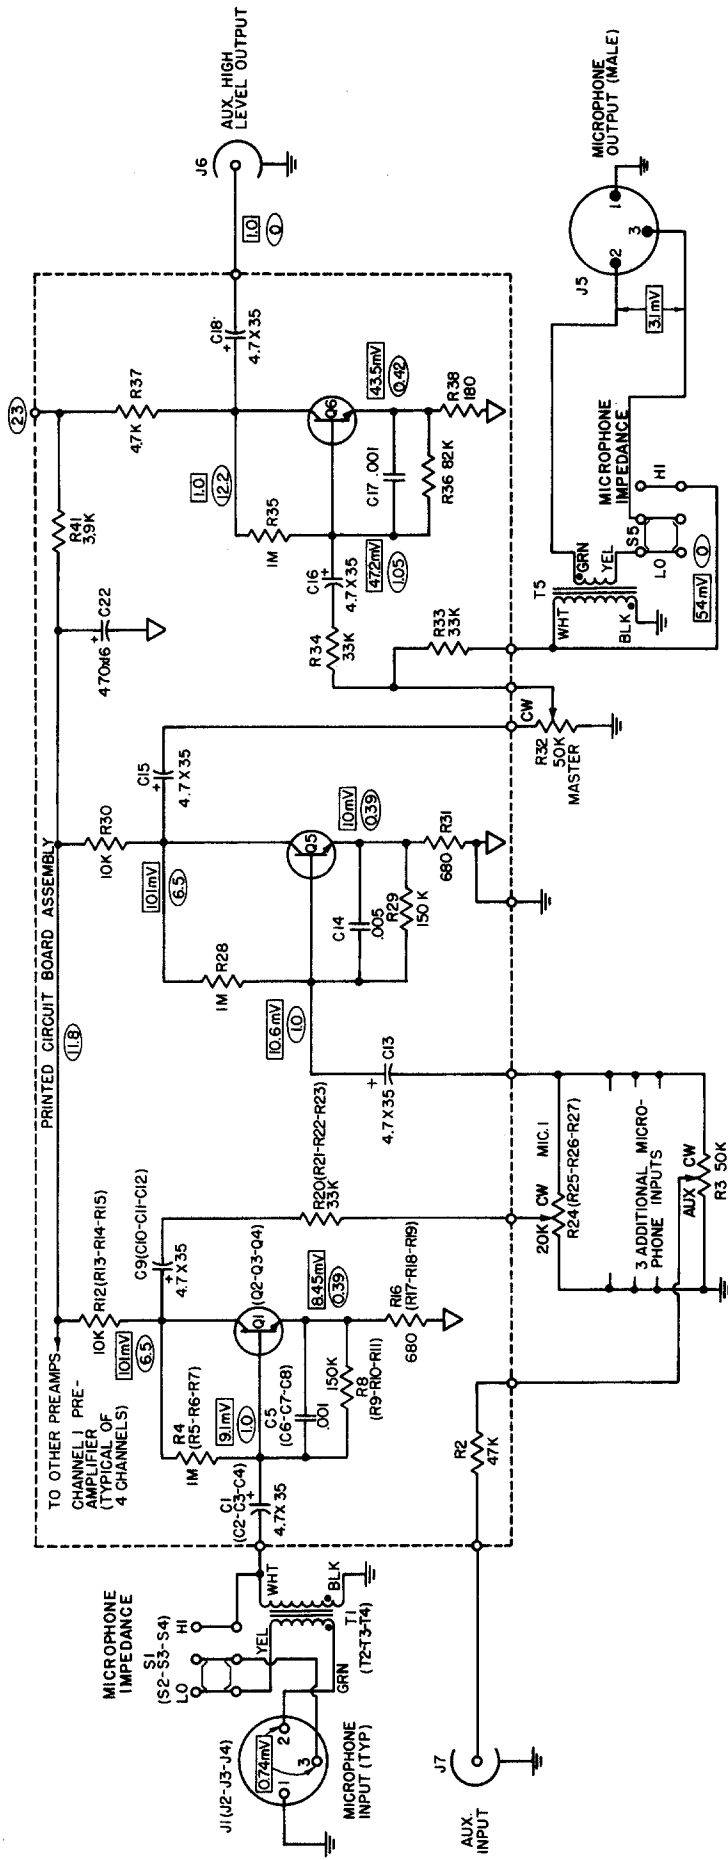 PRINTED CIRCUIT BOARD ASSEMBLY
TO OTHER PREAMPS
CHANNEL 1 PRE-
AMPLIFIER
(TYPICAL OF
4 CHANNELS)
MICROPHONE
IMPEDANCE
S1
(S2-S3-S4)
LO
HI
J1(J2-J3-J4)
0.74mV
1
2
3
MICROPHONE
INPUT (TYP)
YEL
GRN
WHT
BLK
T1
(T2-T3-T4)
C1
(C2-C3-C4)
4.7X35
R4
(R5-R6-R7)
1M
9.1mV
1.0
C5
(C6-C7-C8)
.001
150K
R8
(R9-R10-R11)
R12(R13-R14-R15)
10K
101mV
6.5
Q1
(Q2-Q3-Q4)
8.45mV
0.39
R16
(R17-R18-R19)
680
C9(C10-C11-C12)
4.7X35
R20(R21-R22-R23)
33K
11.8
J7
AUX.
INPUT
R2
47K
20K
CW
MIC.1
R24(R25-R26-R27)
3 ADDITIONAL MICRO-
PHONE INPUTS
AUX
CW
R3 50K
C13
4.7X35
10.6mV
1.0
R28
1M
R30
10K
101mV
6.5
Q5
10mV
0.39
C14
.005
R29
150K
R31
680
C15
4.7X35
CW
R32
50K
MASTER
C22
470x16
R41
3.9K
23
R37
4.7K
R34
33K
R33
33K
C16
4.7X35
47.2mV
1.05
R35
1M
1.0
12.2
Q6
43.5mV
0.42
C17 .001
R36 82K
R38
180
C18
4.7X35
1.0
0
J6
AUX. HIGH
LEVEL OUTPUT
T5
WHT
BLK
GRN
YEL
MICROPHONE
IMPEDANCE
S5
LO
HI
54mV
0
3.1mV
J5
1
2
3
MICROPHONE
OUTPUT (MALE)